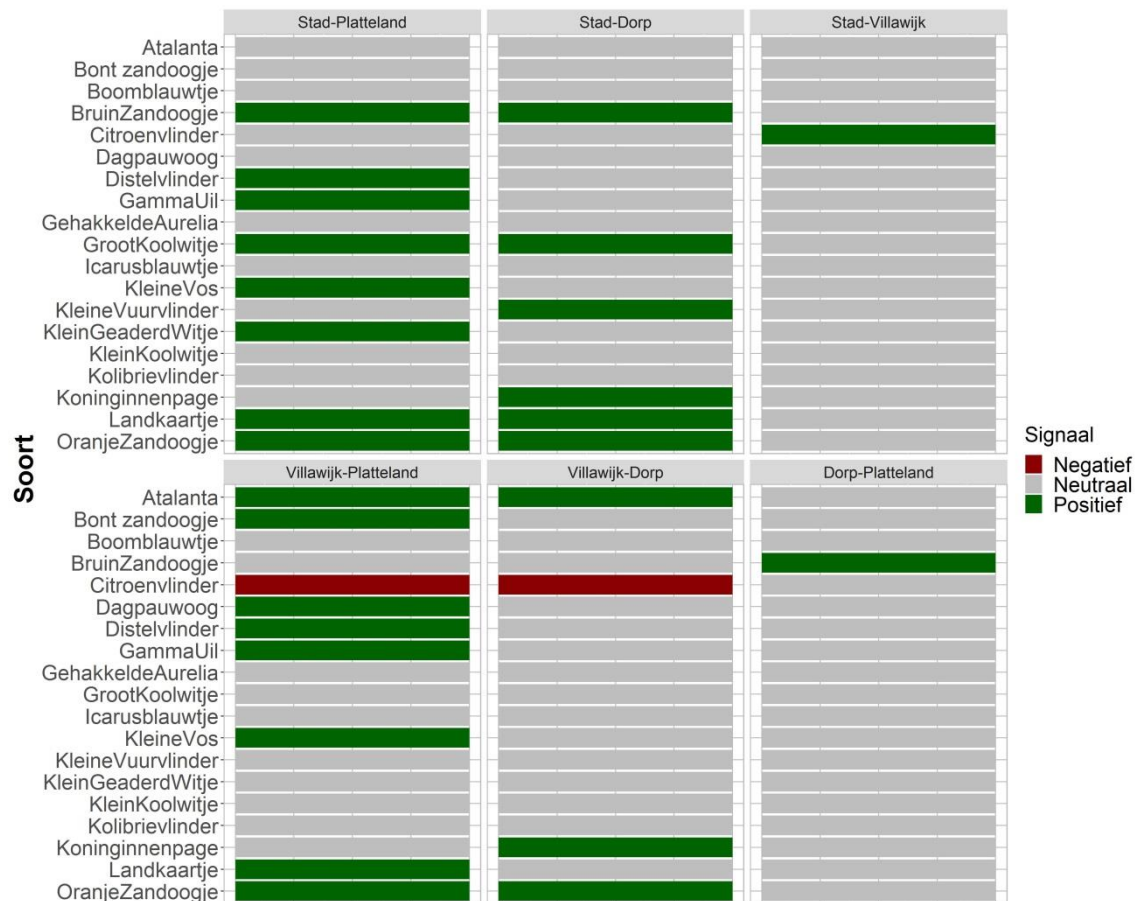 Stad-Platteland Stad-Dorp Stad-Villawijk
Atalanta
Bont zandoogje
Boomblauwtje
BruinZandoogje
Citroenvlinder
Dagpauwoog
Distelvlinder
GammaUil
GehakkeldeAurelia
GrootKoolwitje
Icarusblauwtje
KleineVos
KleineVuurvlinder
KleinGeaderdWitje
KleinKoolwitje
Kolibrievlinder
Koninginnenpage
Landkaartje
OranjeZandoogje
Soort
Villawijk-Platteland Villawijk-Dorp Dorp-Platteland
Atalanta
Bont zandoogje
Boomblauwtje
BruinZandoogje
Citroenvlinder
Dagpauwoog
Distelvlinder
GammaUil
GehakkeldeAurelia
GrootKoolwitje
Icarusblauwtje
KleineVos
KleineVuurvlinder
KleinGeaderdWitje
KleinKoolwitje
Kolibrievlinder
Koninginnenpage
Landkaartje
OranjeZandoogje
Signaal
Negatief
Neutraal
Positief